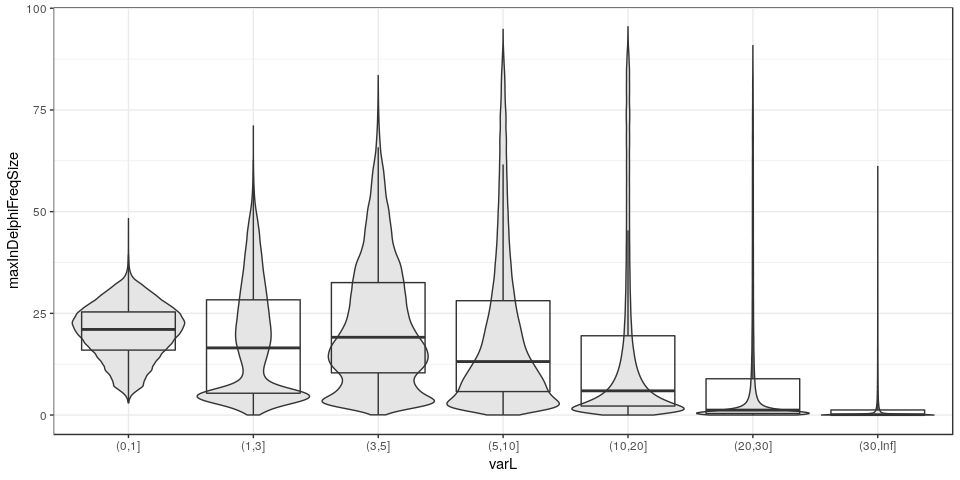 100
75
50
25
0
maxInDelphiFreqSize
(0,1] (1,3] (3,5] (5,10] (10,20] (20,30] (30,Inf]
varL